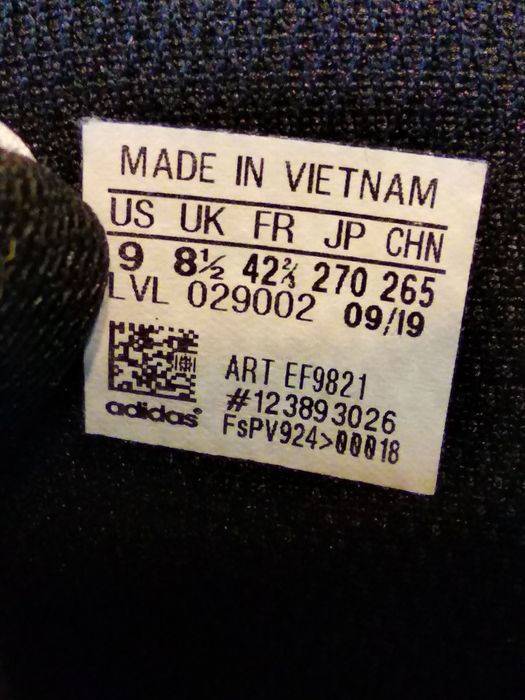 MADE IN VIETNAM
US UK FR JP CHN
9 8½ 42⅔ 270 265
LVL 029002 09/19
ART EF9821
#123893026
adidas®
FsPV924>00018